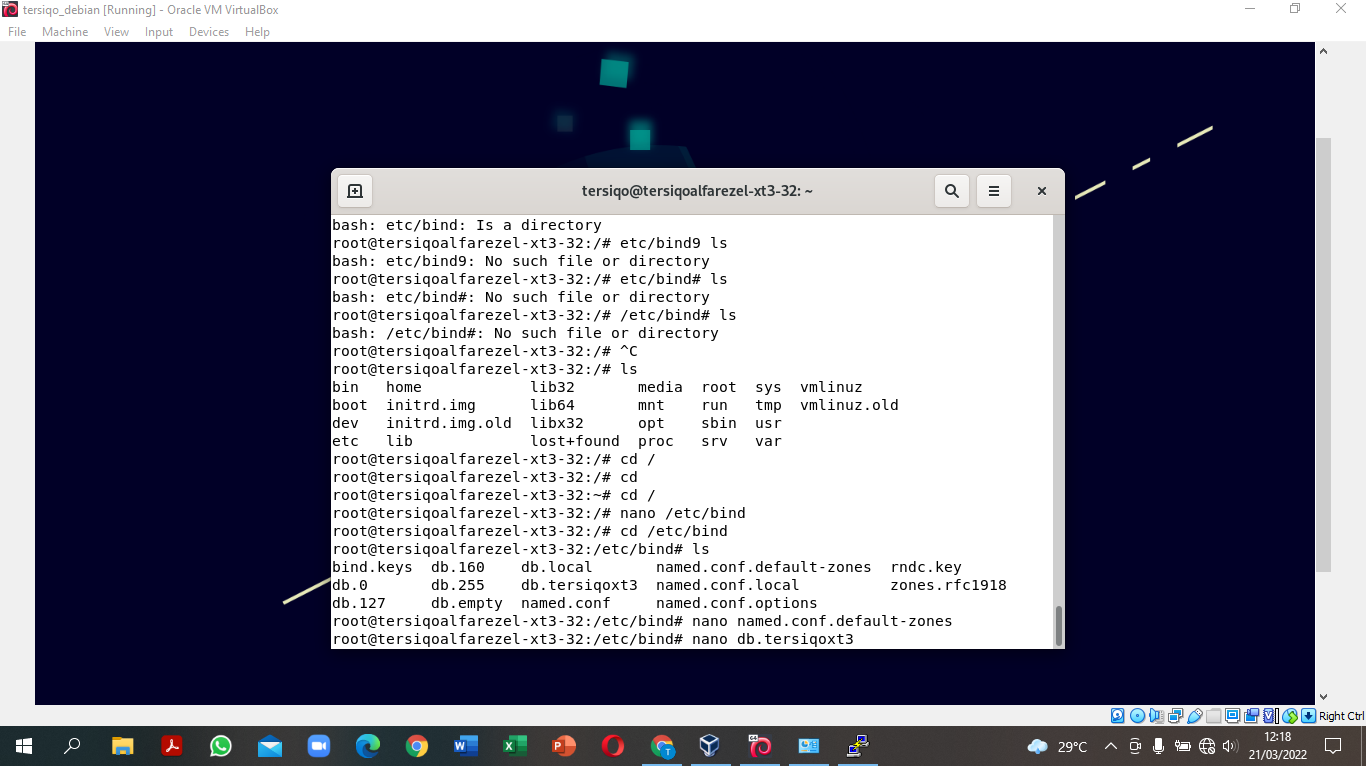 tersiqo_debian [Running] - Oracle VM VirtualBox
File Machine View Input Devices Help
tersiqo@tersiqoalfarezel-xt3-32: ~
bash: etc/bind: Is a directory
root@tersiqoalfarezel-xt3-32:/# etc/bind9 ls
bash: etc/bind9: No such file or directory
root@tersiqoalfarezel-xt3-32:/# etc/bind# ls
bash: etc/bind#: No such file or directory
root@tersiqoalfarezel-xt3-32:/# /etc/bind# ls
bash: /etc/bind#: No such file or directory
root@tersiqoalfarezel-xt3-32:/# ^C
root@tersiqoalfarezel-xt3-32:/# ls
bin home lib32 media root sys vmlinuz
boot initrd.img lib64 mnt run tmp vmlinuz.old
dev initrd.img.old libx32 opt sbin usr
etc lib lost+found proc srv var
root@tersiqoalfarezel-xt3-32:/# cd /
root@tersiqoalfarezel-xt3-32:/# cd
root@tersiqoalfarezel-xt3-32:~# cd /
root@tersiqoalfarezel-xt3-32:/# nano /etc/bind
root@tersiqoalfarezel-xt3-32:/# cd /etc/bind
root@tersiqoalfarezel-xt3-32:/etc/bind# ls
bind.keys db.160 db.local named.conf.default-zones rndc.key
db.0 db.255 db.tersiqoxt3 named.conf.local zones.rfc1918
db.127 db.empty named.conf named.conf.options
root@tersiqoalfarezel-xt3-32:/etc/bind# nano named.conf.default-zones
root@tersiqoalfarezel-xt3-32:/etc/bind# nano db.tersiqoxt3
Right Ctrl
29°C
12:18
21/03/2022